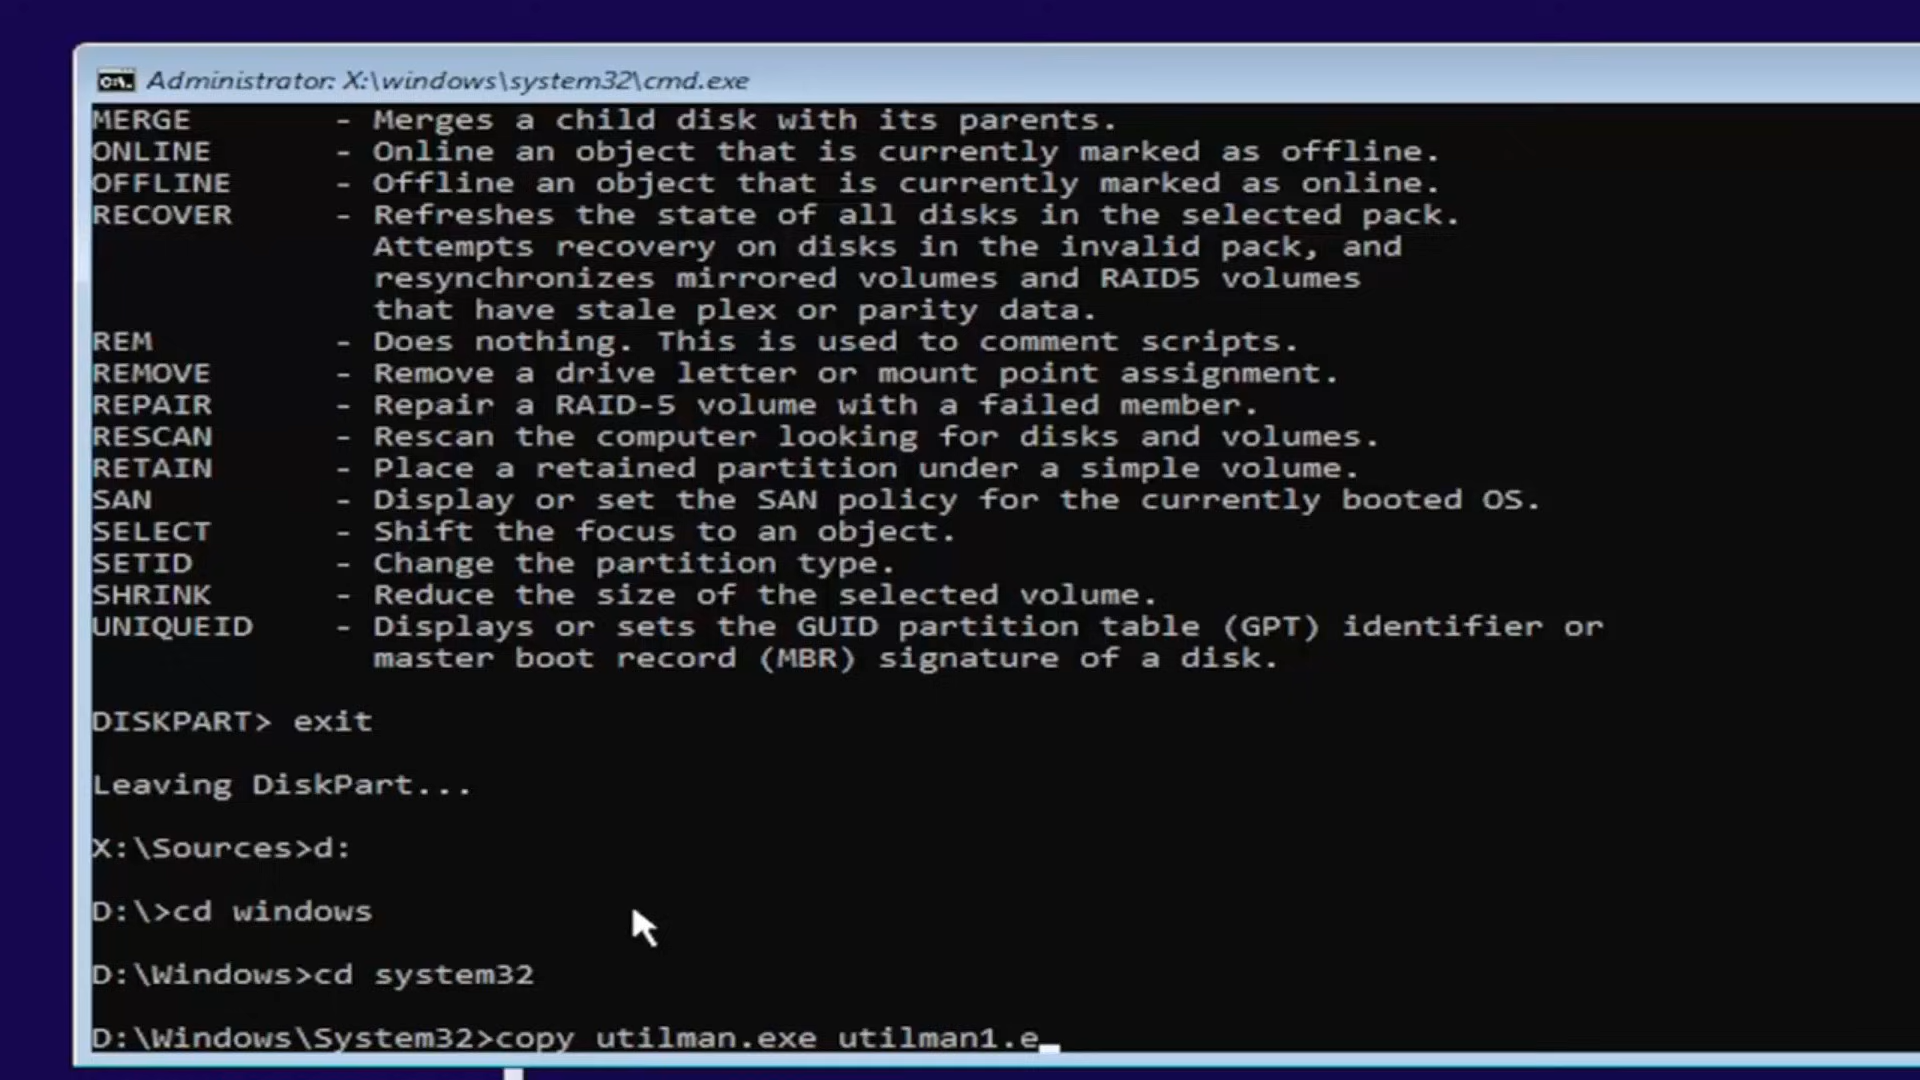 Administrator: X:\windows\system32\cmd.exe
MERGE - Merges a child disk with its parents.
ONLINE - Online an object that is currently marked as offline.
OFFLINE - Offline an object that is currently marked as online.
RECOVER - Refreshes the state of all disks in the selected pack.
Attempts recovery on disks in the invalid pack, and
resynchronizes mirrored volumes and RAID5 volumes
that have stale plex or parity data.
REM - Does nothing. This is used to comment scripts.
REMOVE - Remove a drive letter or mount point assignment.
REPAIR - Repair a RAID-5 volume with a failed member.
RESCAN - Rescan the computer looking for disks and volumes.
RETAIN - Place a retained partition under a simple volume.
SAN - Display or set the SAN policy for the currently booted OS.
SELECT - Shift the focus to an object.
SETID - Change the partition type.
SHRINK - Reduce the size of the selected volume.
UNIQUEID - Displays or sets the GUID partition table (GPT) identifier or
master boot record (MBR) signature of a disk.
DISKPART> exit
Leaving DiskPart...
X:\Sources>d:
D:\>cd windows
D:\Windows>cd system32
D:\Windows\System32>copy utilman.exe utilman1.e